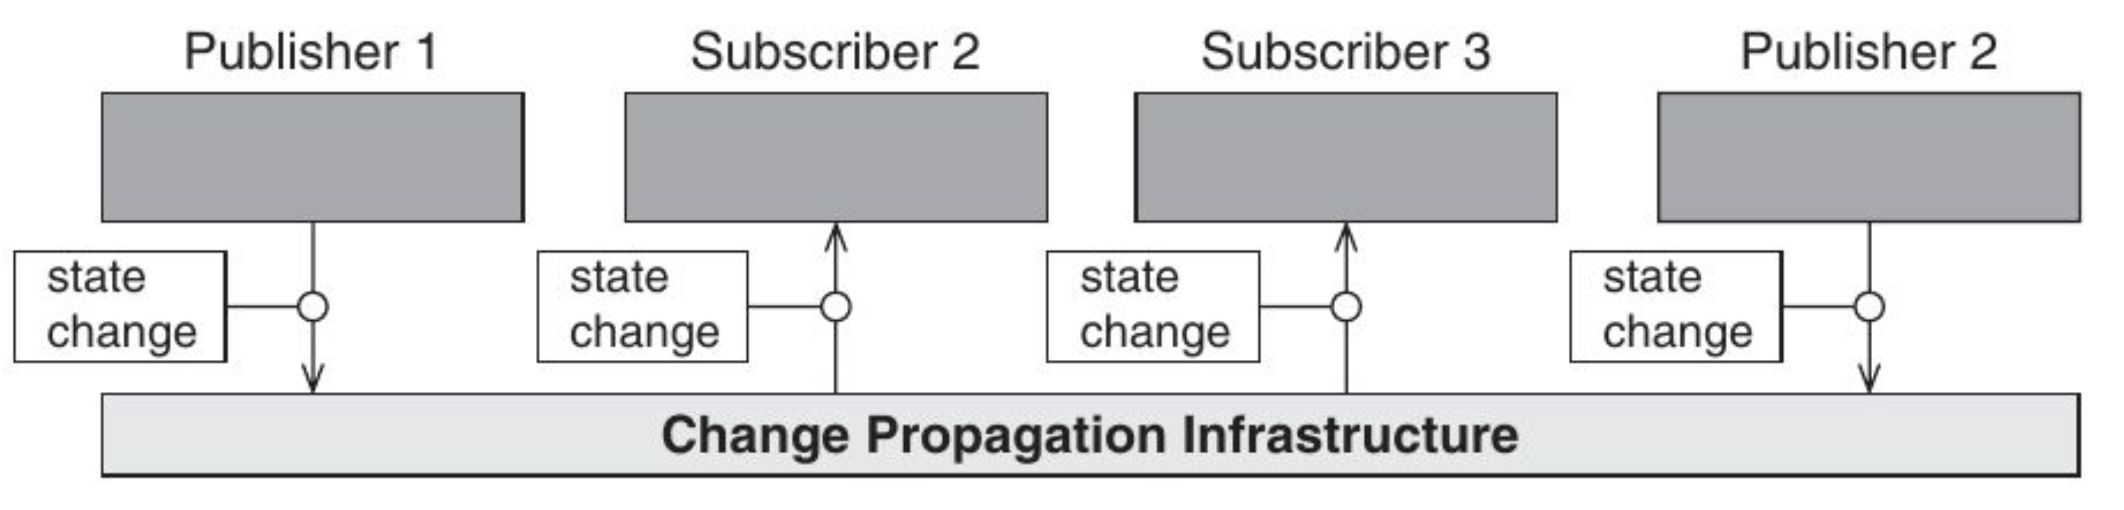 Publisher 1
Subscriber 2
Subscriber 3
Publisher 2
state
change
state
change
state
change
state
change
Change Propagation Infrastructure